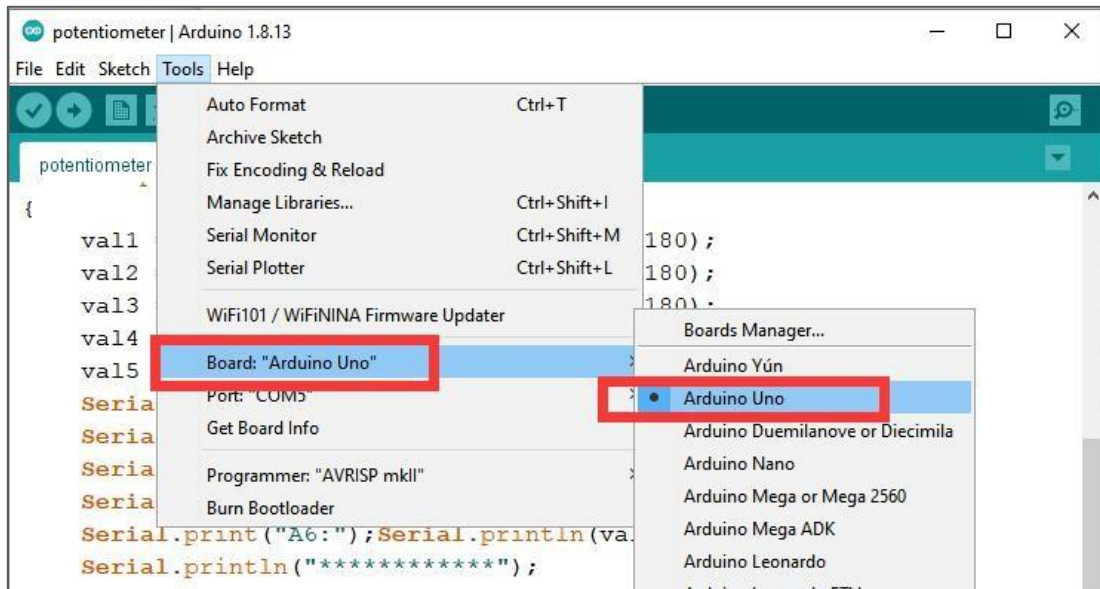 potentiometer | Arduino 1.8.13
File Edit Sketch Tools Help
potentiometer
Auto Format Ctrl+T
Archive Sketch
Fix Encoding & Reload
Manage Libraries... Ctrl+Shift+I
Serial Monitor Ctrl+Shift+M
Serial Plotter Ctrl+Shift+L
WiFi101 / WiFiNINA Firmware Updater
Board: "Arduino Uno"
Port: "COM5"
Get Board Info
Programmer: "AVRISP mkII"
Burn Bootloader
Boards Manager...
Arduino Yún
Arduino Uno
Arduino Duemilanove or Diecimila
Arduino Nano
Arduino Mega or Mega 2560
Arduino Mega ADK
Arduino Leonardo
{
val1 180);
val2 180);
val3 180);
val4
val5
Seria
Seria
Seria
Seria
Serial.print("A6:");Serial.println(va
Serial.println("************");